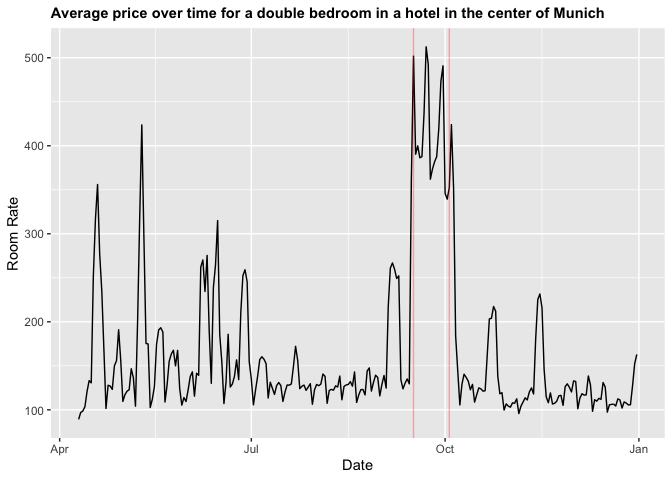 Average price over time for a double bedroom in a hotel in the center of Munich
500
400
300
200
100
Room Rate
Apr
Jul
Oct
Jan
Date